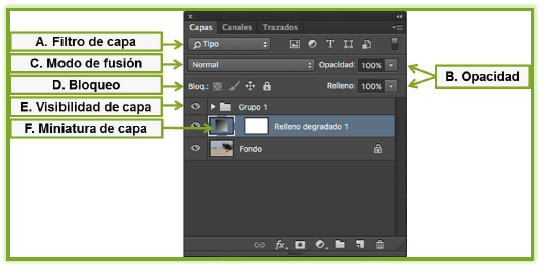 Capas Canales Trazados
A. Filtro de capa
Tipo
C. Modo de fusión
Normal Opacidad: 100%
B. Opacidad
D. Bloqueo
Bloq.: Relleno: 100%
E. Visibilidad de capa
Grupo 1
F. Miniatura de capa
Relleno degradado 1
Fondo
fx